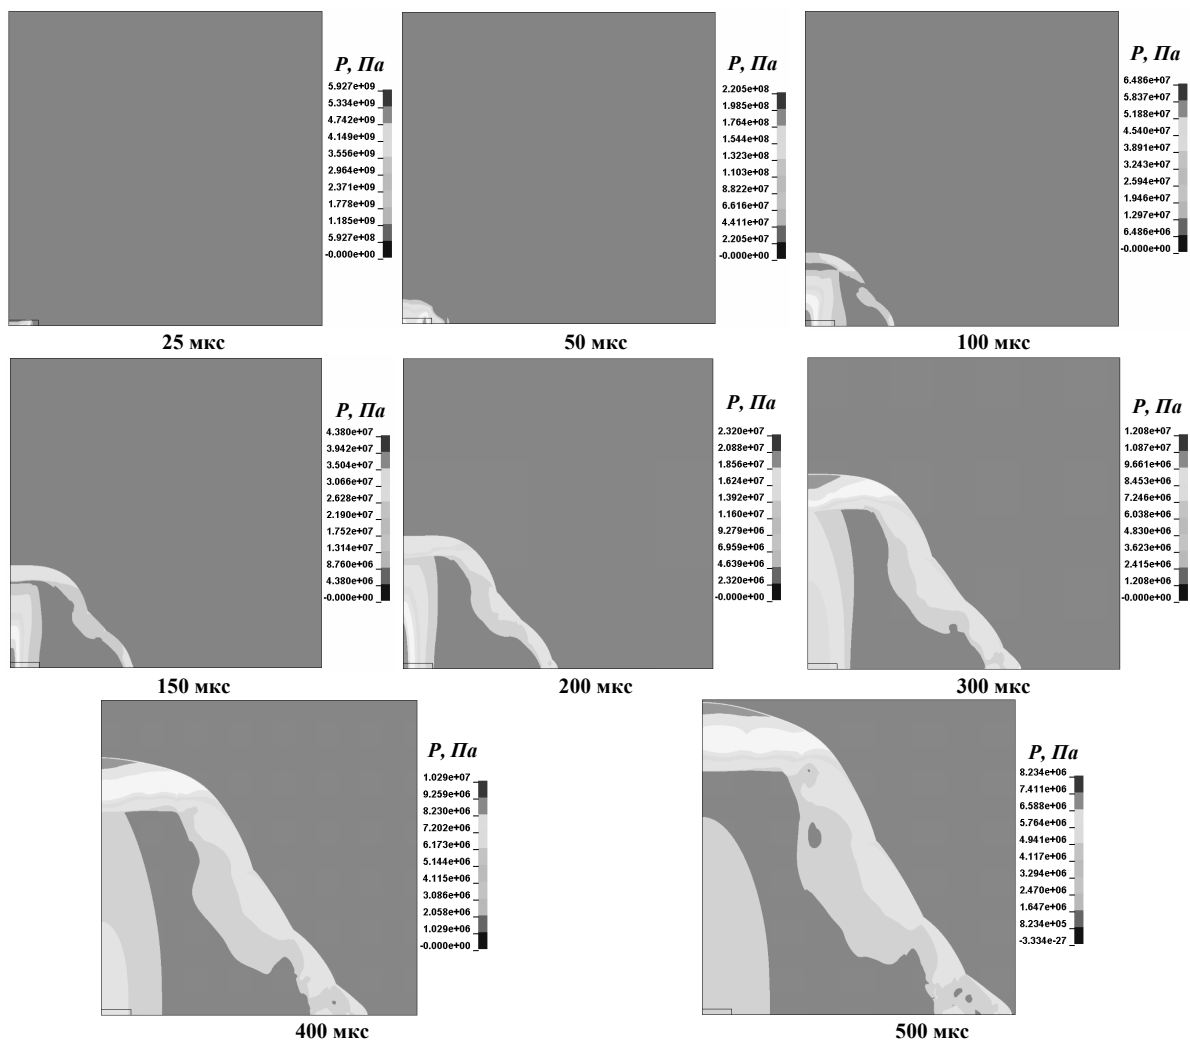 P, Па
5.927e+09
5.334e+09
4.742e+09
4.149e+09
3.556e+09
2.964e+09
2.371e+09
1.778e+09
1.185e+09
5.927e+08
-0.000e+00
25 мкс
P, Па
2.205e+08
1.985e+08
1.764e+08
1.544e+08
1.323e+08
1.103e+08
8.822e+07
6.616e+07
4.411e+07
2.205e+07
-0.000e+00
50 мкс
P, Па
6.486e+07
5.837e+07
5.188e+07
4.540e+07
3.891e+07
3.243e+07
2.594e+07
1.946e+07
1.297e+07
6.486e+06
-0.000e+00
100 мкс
P, Па
4.380e+07
3.942e+07
3.504e+07
3.066e+07
2.628e+07
2.190e+07
1.752e+07
1.314e+07
8.760e+06
4.380e+06
-0.000e+00
150 мкс
P, Па
2.320e+07
2.088e+07
1.856e+07
1.624e+07
1.392e+07
1.160e+07
9.279e+06
6.959e+06
4.639e+06
2.320e+06
-0.000e+00
200 мкс
P, Па
1.208e+07
1.087e+07
9.661e+06
8.453e+06
7.246e+06
6.038e+06
4.830e+06
3.623e+06
2.415e+06
1.208e+06
-0.000e+00
300 мкс
P, Па
1.029e+07
9.259e+06
8.230e+06
7.202e+06
6.173e+06
5.144e+06
4.115e+06
3.086e+06
2.058e+06
1.029e+06
-0.000e+00
400 мкс
P, Па
8.234e+06
7.411e+06
6.588e+06
5.764e+06
4.941e+06
4.117e+06
3.294e+06
2.470e+06
1.647e+06
8.234e+05
-3.334e-27
500 мкс